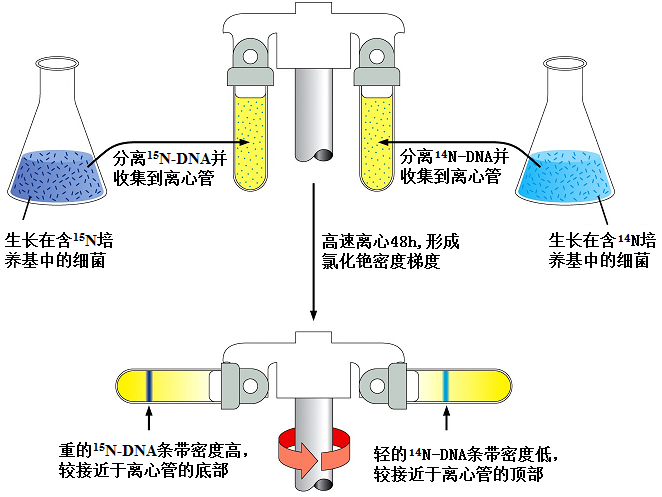 分离¹⁵N-DNA并
收集到离心管
分离¹⁴N-DNA并
收集到离心管
生长在含¹⁵N培
养基中的细菌
高速离心48h,形成
氯化铯密度梯度
生长在含¹⁴N培
养基中的细菌
重的¹⁵N-DNA条带密度高,
较接近于离心管的底部
轻的¹⁴N-DNA条带密度低,
较接近于离心管的顶部